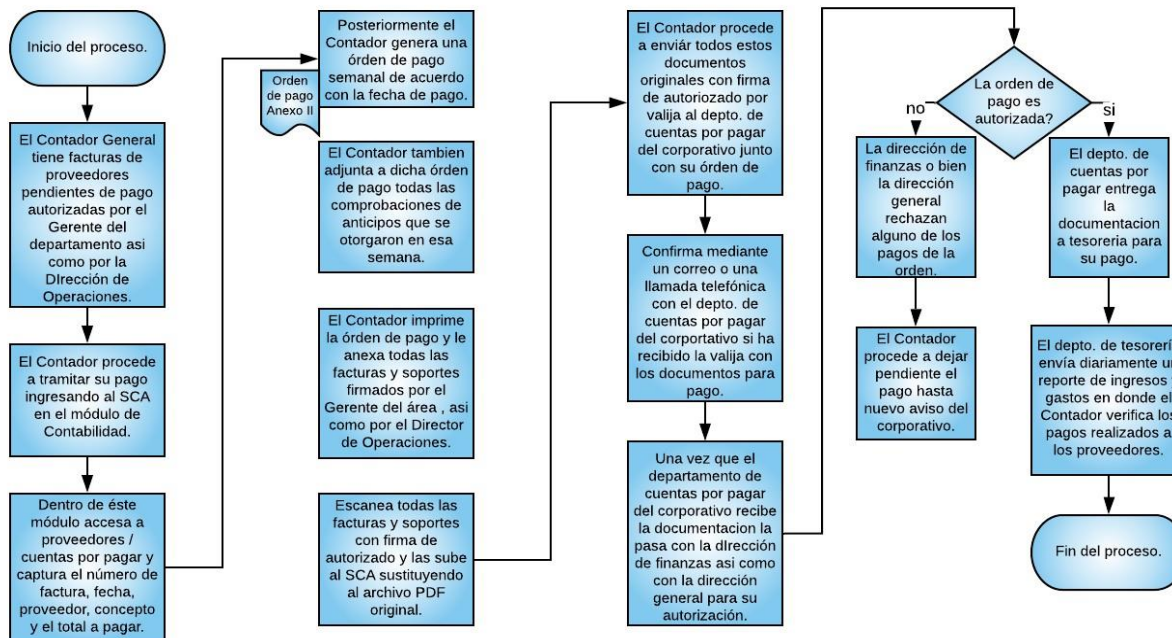 Inicio del proceso.
El Contador General
tiene facturas de
proveedores
pendientes de pago
autorizadas por el
Gerente del
departamento asi
como por la
DIrección de
Operaciones.
El Contador procede
a tramitar su pago
ingresando al SCA
en el módulo de
Contabilidad.
Dentro de éste
módulo accesa a
proveedores /
cuentas por pagar y
captura el número de
factura, fecha,
proveedor, concepto
y el total a pagar.
Posteriormente el
Contador genera una
órden de pago
semanal de acuerdo
con la fecha de pago.
Orden
de pago
Anexo II
El Contador tambien
adjunta a dicha órden
de pago todas las
comprobaciones de
anticipos que se
otorgaron en esa
semana.
El Contador imprime
la órden de pago y le
anexa todas las
facturas y soportes
firmados por el
Gerente del área , asi
como por el Director
de Operaciones.
Escanea todas las
facturas y soportes
con firma de
autorizado y las sube
al SCA sustituyendo
al archivo PDF
original.
El Contador procede
a enviár todos estos
documentos
originales con firma
de autoriozado por
valija al depto. de
cuentas por pagar
del corporativo junto
con su órden de
pago.
Confirma mediante
un correo o una
llamada telefónica
con el depto. de
cuentas por pagar
del corportativo si ha
recibido la valija con
los documentos para
pago.
Una vez que el
departamento de
cuentas por pagar
del corporativo recibe
la documentacion la
pasa con la dIrección
de finanzas asi como
con la dirección
general para su
autorización.
La orden de
pago es
autorizada?
no
si
La dirección de
finanzas o bien la
dirección general
rechazan
alguno de los
pagos de la
orden.
El Contador
procede a dejar
pendiente el
pago hasta
nuevo aviso del
corporativo.
El depto. de
cuentas por
pagar entrega
la
documentacion
a tesoreria para
su pago.
El depto. de tesorería
envía diariamente un
reporte de ingresos
gastos en donde el
Contador verifica los
pagos realizados a
los proveedores.
Fin del proceso.